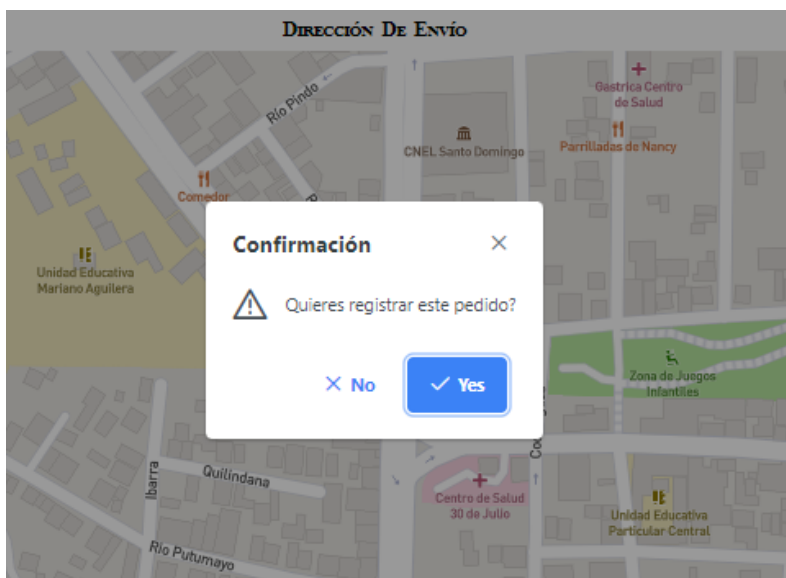 Dirección De Envío
Río Pindo
Gastrica Centro
de Salud
CNEL Santo Domingo
Parrilladas de Nancy
Comedor
Confirmación
Quieres registrar este pedido?
No
Yes
Unidad Educativa
Mariano Aguilera
Zona de Juegos
Infantiles
Quilindana
Ibarra
Centro de Salud
30 de Julio
Unidad Educativa
Particular Central
Río Putumayo